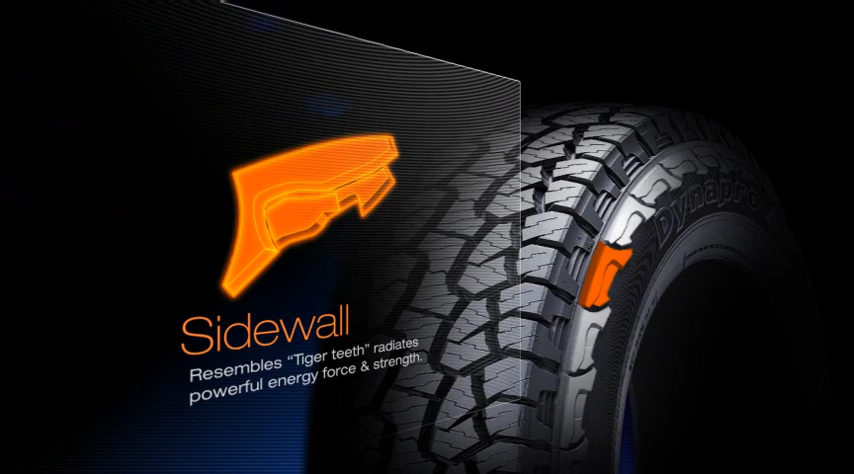 Dynapro
Sidewall
Resembles “Tiger teeth” radiates
powerful energy force & strength.